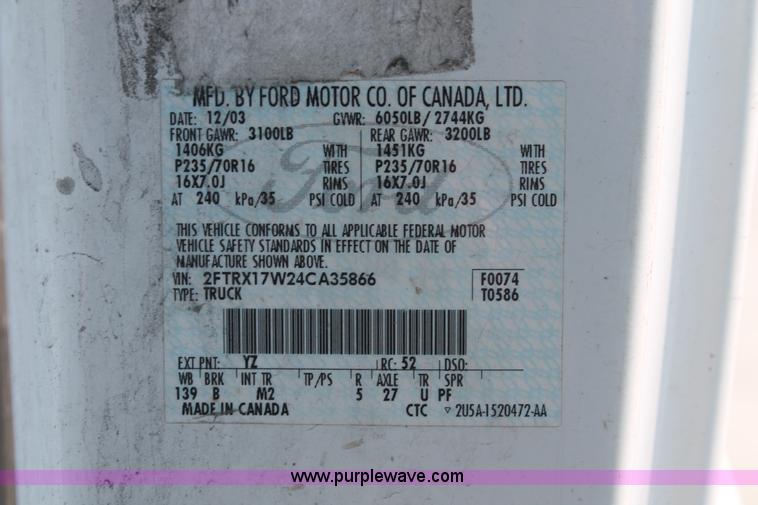 MFD. BY FORD MOTOR CO. OF CANADA, LTD.
DATE: 12/03 GVWR: 6050LB/ 2744KG
FRONT GAWR: 3100LB REAR GAWR: 3200LB
1406KG WITH 1451KG WITH
P235/70R16 TIRES P235/70R16 TIRES
16X7.0J RIMS 16X7.0J RIMS
AT 240 kPa/35 PSI COLD AT 240 kPa/35 PSI COLD
Ford
THIS VEHICLE CONFORMS TO ALL APPLICABLE FEDERAL MOTOR
VEHICLE SAFETY STANDARDS IN EFFECT ON THE DATE OF
MANUFACTURE SHOWN ABOVE.
VIN: 2FTRX17W24CA35866 F0074
TYPE: TRUCK T0586
EXT PNT: YZ RC: 52 DSO:
WB BRK INT TR TP/PS R AXLE TR SPR
139 B M2 5 27 U PF
MADE IN CANADA CTC ▿ 2U5A-1520472-AA
www.purplewave.com